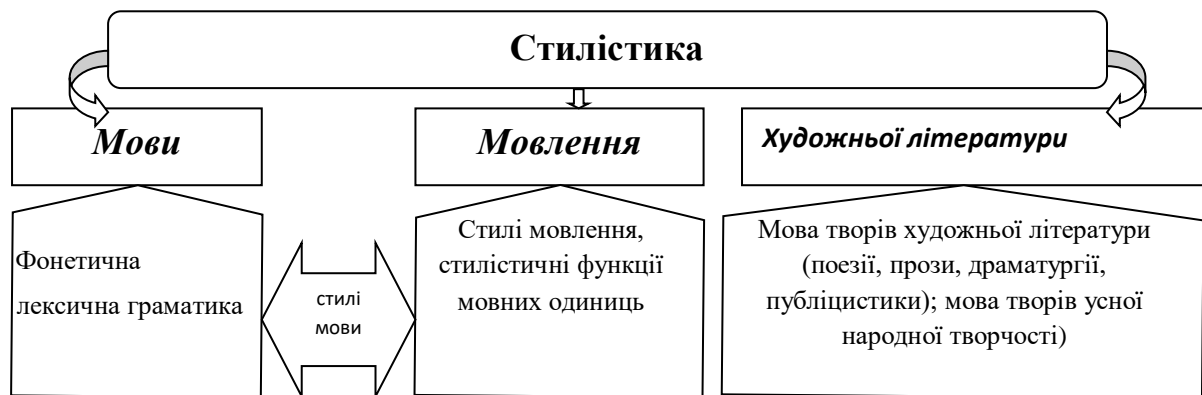 Стилістика
Мови
Мовлення
Художньої літератури
Фонетична
лексична граматика
стилі
мови
Стилі мовлення,
стилістичні функції
мовних одиниць
Мова творів художньої літератури
(поезії, прози, драматургії,
публіцистики); мова творів усної
народної творчості)